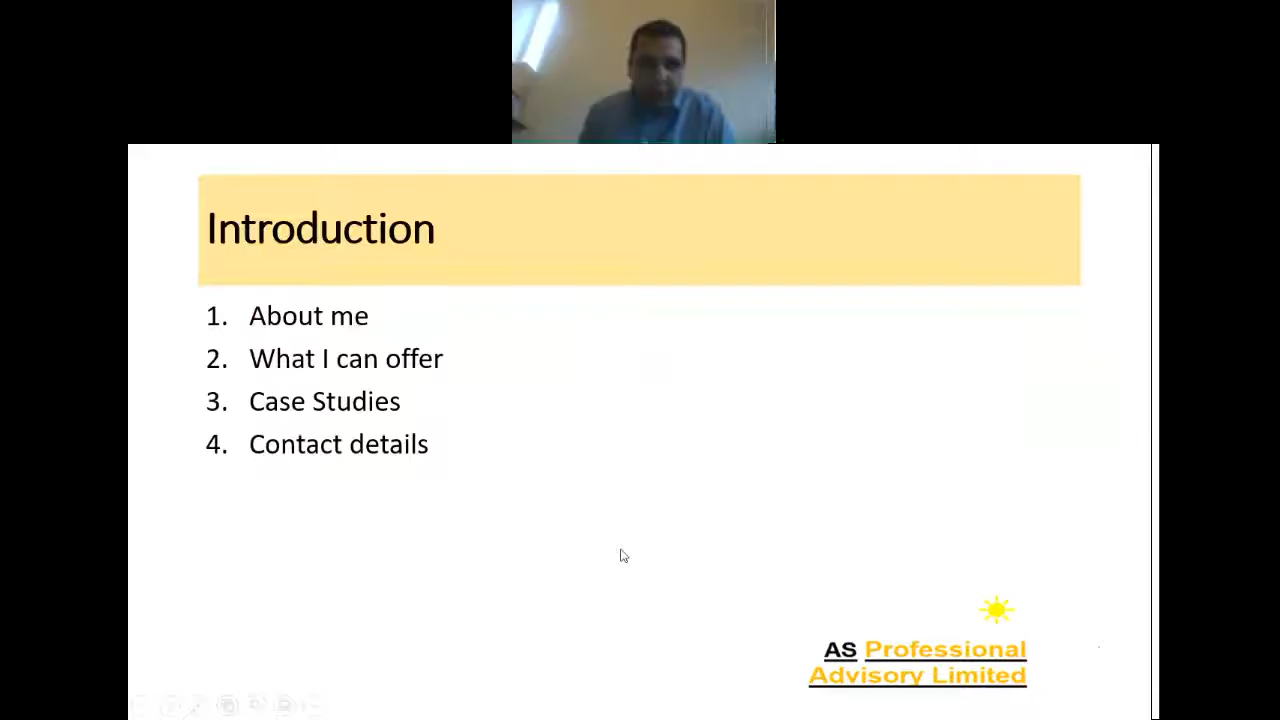 Introduction
1. About me
2. What I can offer
3. Case Studies
4. Contact details
AS Professional
Advisory Limited